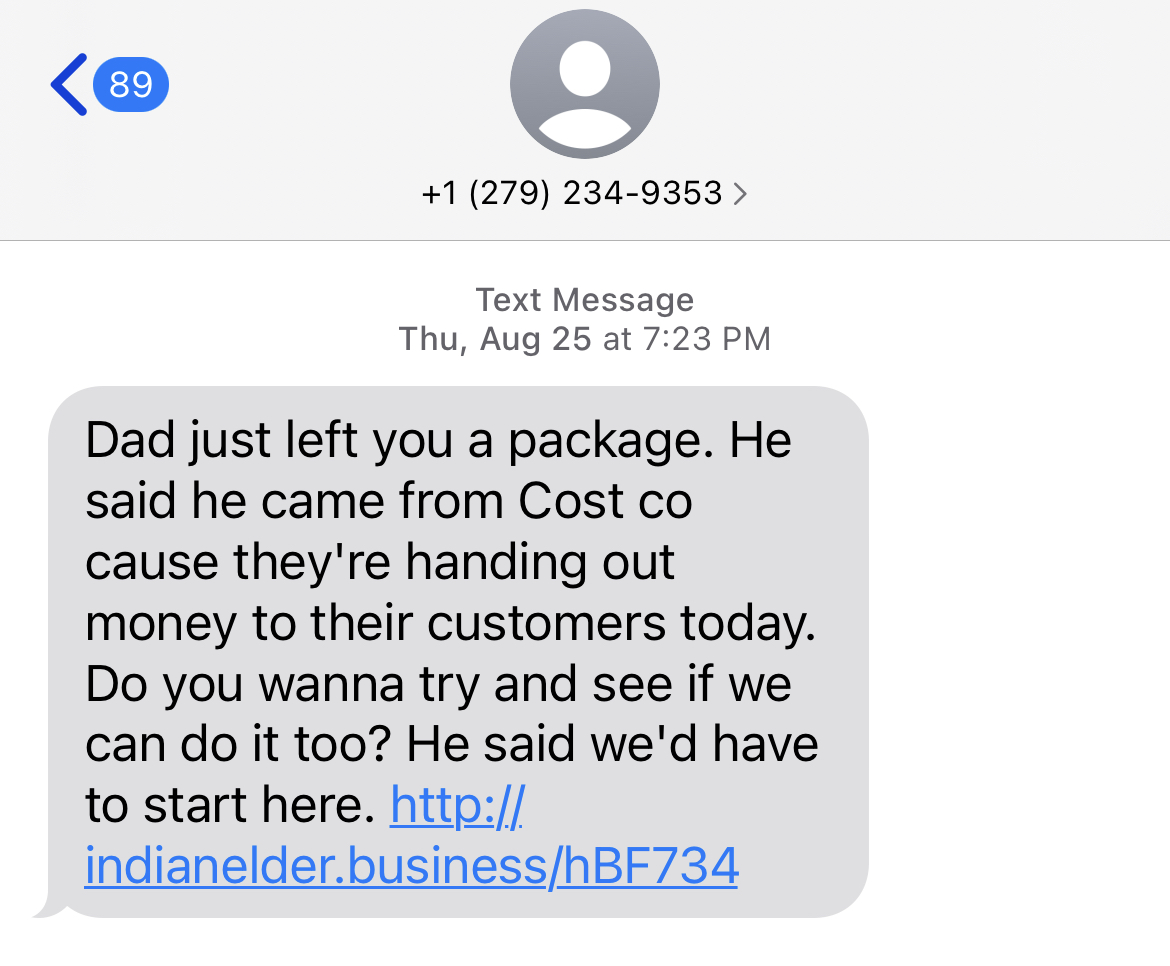 89
+1 (279) 234-9353
Text Message
Thu, Aug 25 at 7:23 PM
Dad just left you a package. He
said he came from Cost co
cause they're handing out
money to their customers today.
Do you wanna try and see if we
can do it too? He said we'd have
to start here. http://
indianelder.business/hBF734